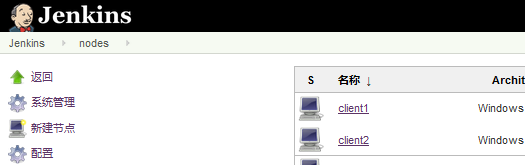 Jenkins
Jenkins nodes
返回
系统管理
新建节点
配置
S 名称 ↓ Archit
client1 Windows
client2 Windows